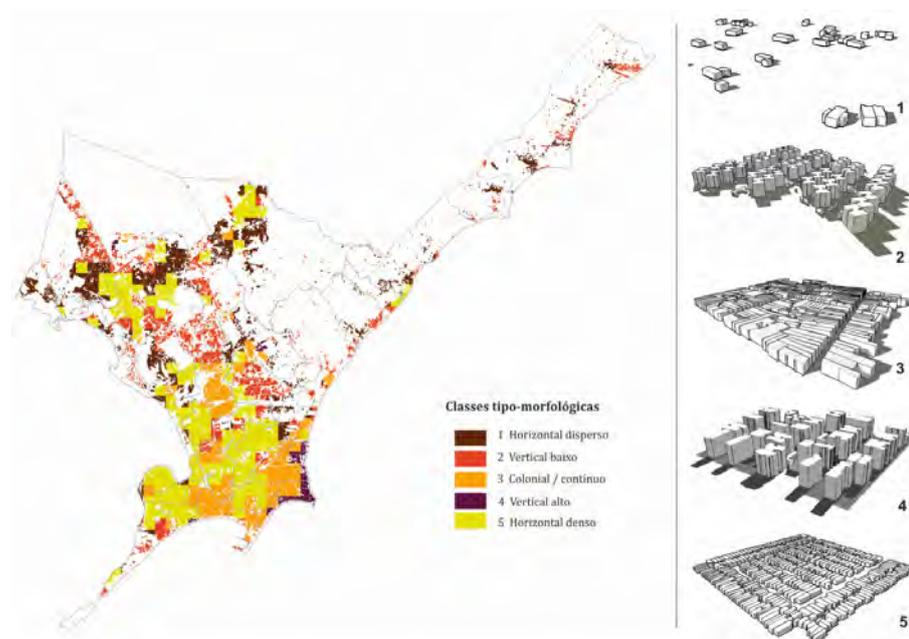 Classes tipo-morfológicas
1 Horizontal disperso
2 Vertical baixo
3 Colonial / contínuo
4 Vertical alto
5 Horizontal denso
1
2
3
4
5